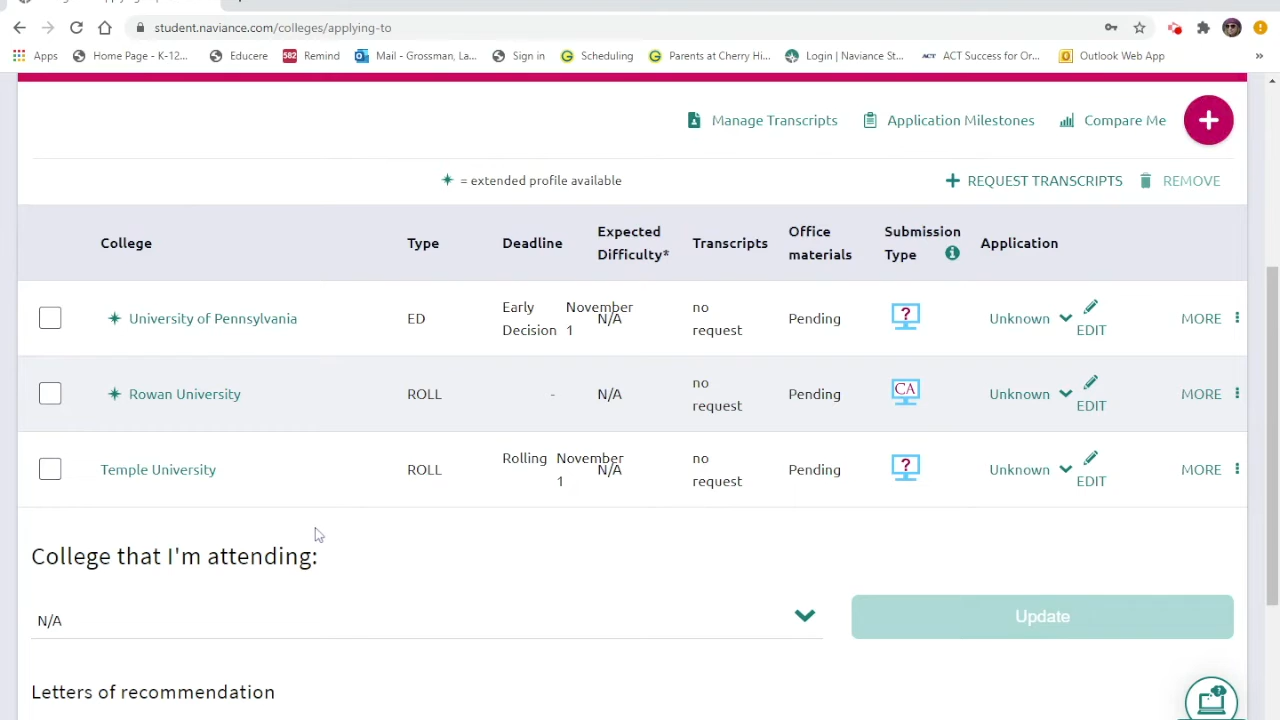 student.naviance.com/colleges/applying-to
Apps Home Page - K-12... Educere 582 Remind Mail - Grossman, La... Sign in Scheduling Parents at Cherry Hi... Login | Naviance St... ACT ACT Success for Or... Outlook Web App »
Manage Transcripts Application Milestones Compare Me +
= extended profile available + REQUEST TRANSCRIPTS REMOVE
College Type Deadline Expected Difficulty* Transcripts Office materials Submission Type i Application
University of Pennsylvania ED Early Decision November 1 N/A no request Pending ? Unknown EDIT MORE
Rowan University ROLL - N/A no request Pending CA Unknown EDIT MORE
Temple University ROLL Rolling November 1 N/A no request Pending ? Unknown EDIT MORE
College that I'm attending:
N/A Update
Letters of recommendation